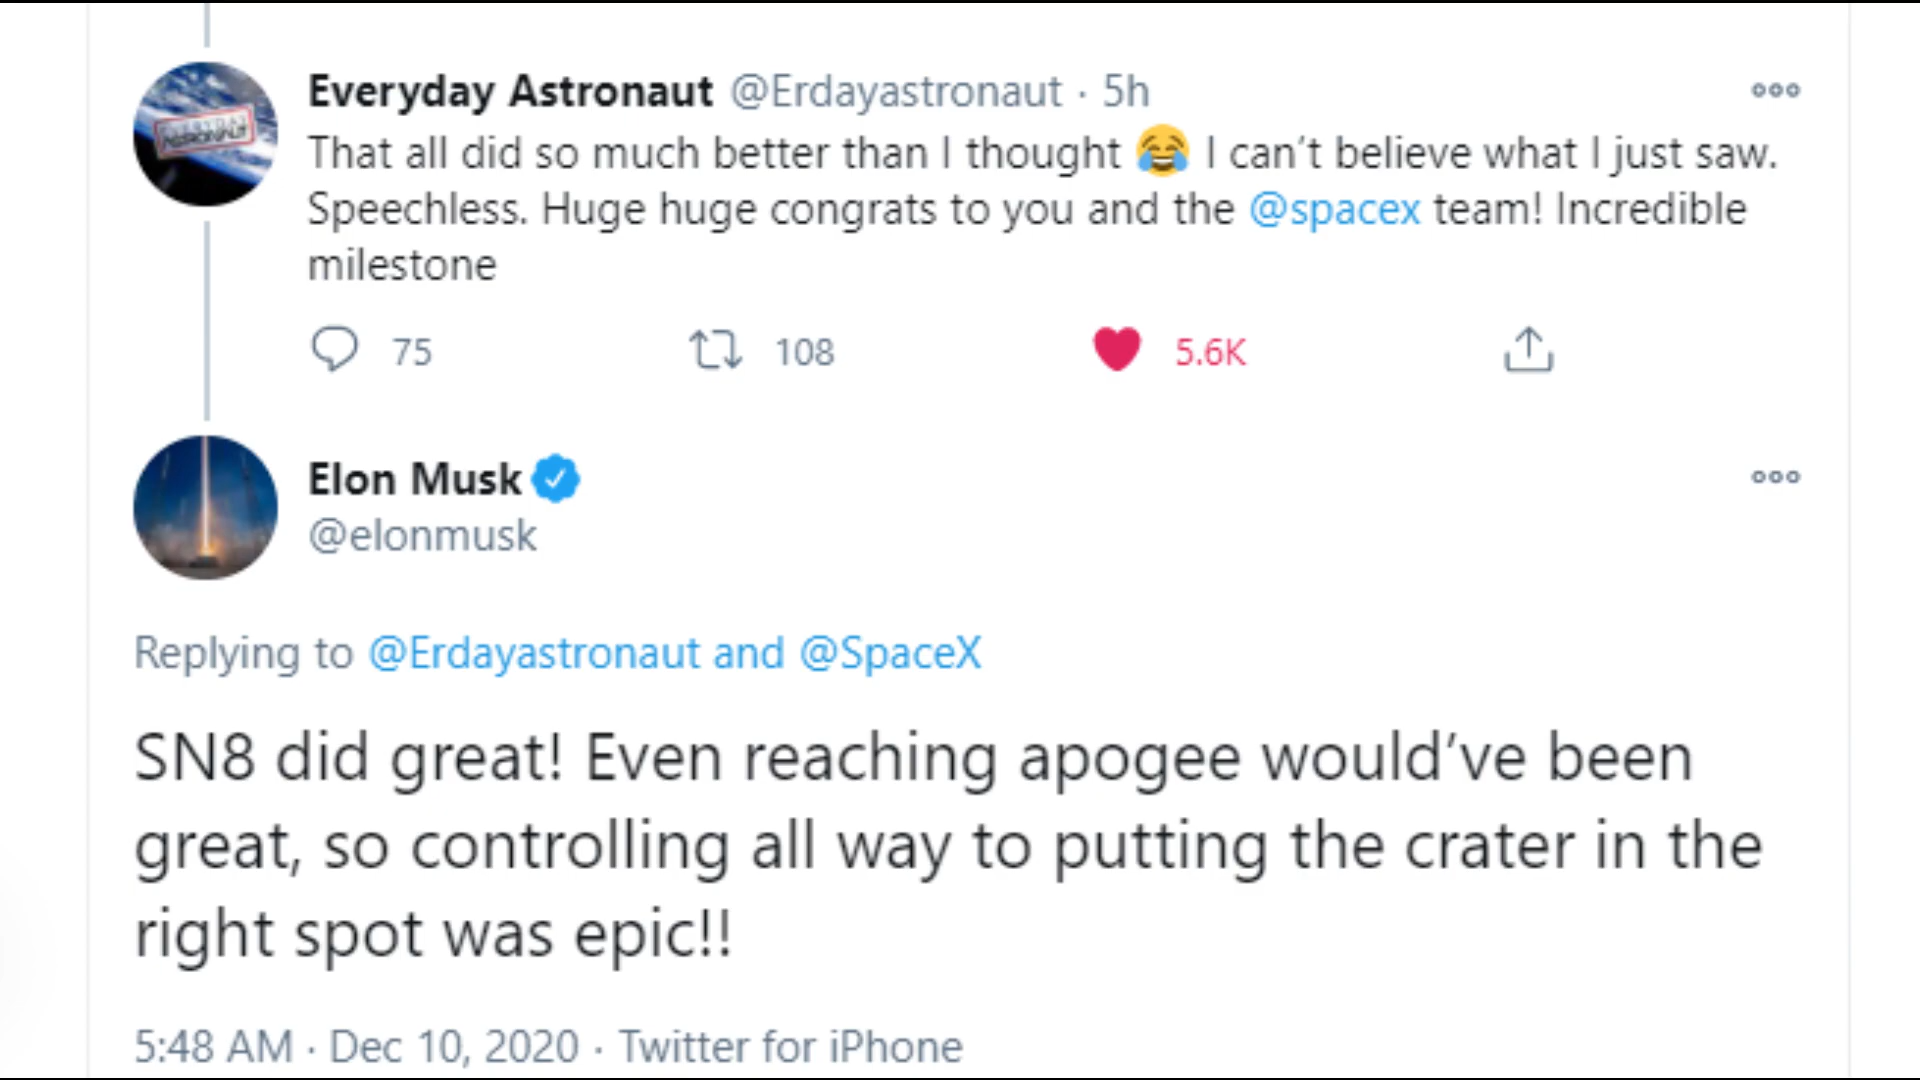 Everyday Astronaut @Erdayastronaut · 5h
That all did so much better than I thought 😂 I can’t believe what I just saw.
Speechless. Huge huge congrats to you and the @spacex team! Incredible
milestone
75 108 5.6K
EVERYDAY
ASTRONAUT
Elon Musk
@elonmusk
Replying to @Erdayastronaut and @SpaceX
SN8 did great! Even reaching apogee would’ve been
great, so controlling all way to putting the crater in the
right spot was epic!!
5:48 AM · Dec 10, 2020 · Twitter for iPhone